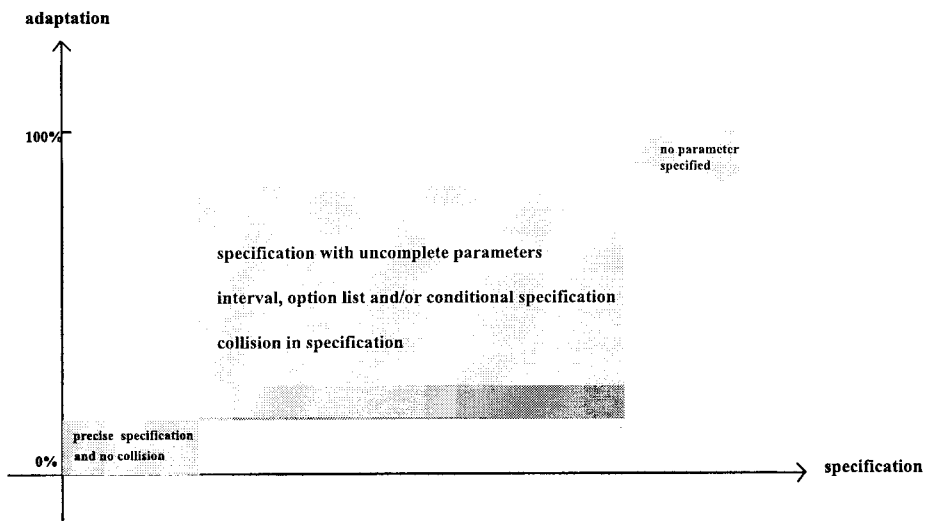 adaptation
100%
no parameter
specified
specification with uncomplete parameters
interval, option list and/or conditional specification
collision in specification
precise specification
and no collision
0%
specification